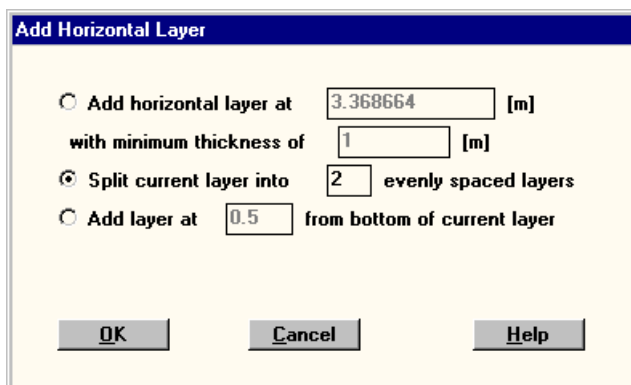 Add Horizontal Layer
Add horizontal layer at 3.368664 [m]
with minimum thickness of 1 [m]
Split current layer into 2 evenly spaced layers
Add layer at 0.5 from bottom of current layer
OK Cancel Help